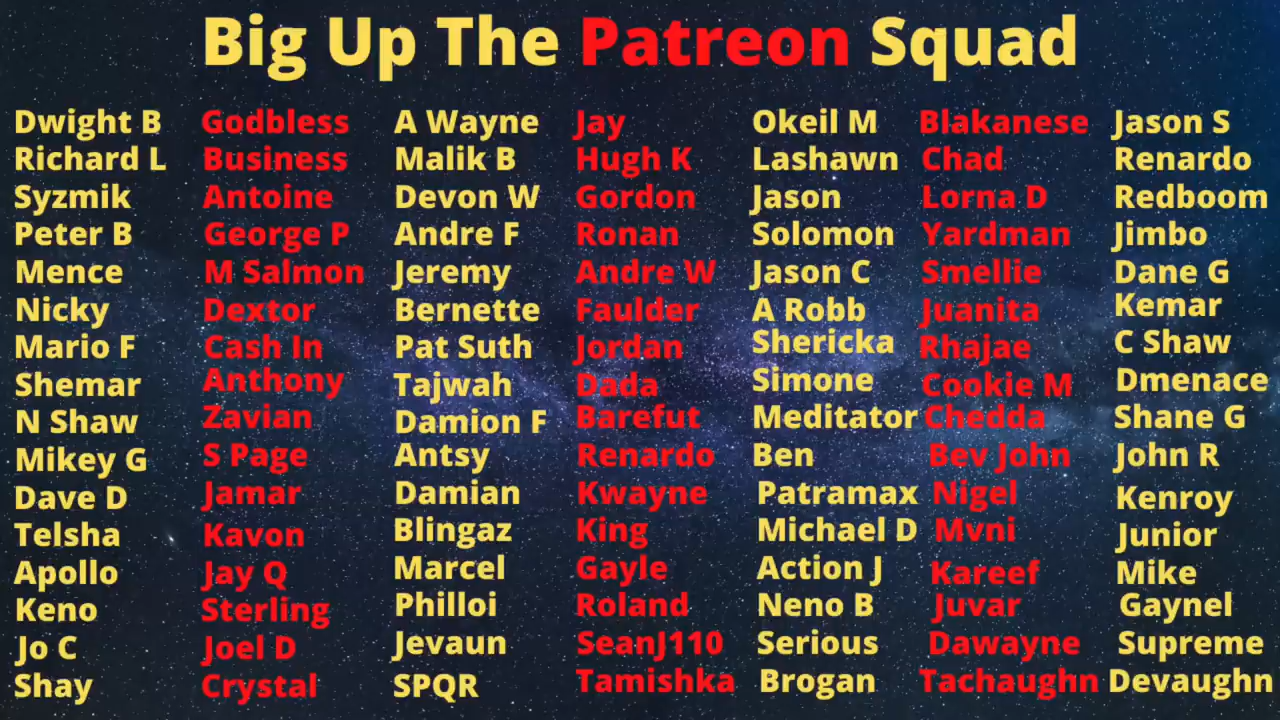 Big Up The Patreon Squad
Dwight B Godbless A Wayne Jay Okeil M Blakanese Jason S
Richard L Business Malik B Hugh K Lashawn Chad Renardo
Syzmik Antoine Devon W Gordon Jason Lorna D Redboom
Peter B George P Andre F Ronan Solomon Yardman Jimbo
Mence M Salmon Jeremy Andre W Jason C Smellie Dane G
Nicky Dextor Bernette Faulder A Robb Juanita Kemar
Mario F Cash In Pat Suth Jordan Shericka Rhajae C Shaw
Shemar Anthony Tajwah Dada Simone Cookie M Dmenace
N Shaw Zavian Damion F Barefut Meditator Chedda Shane G
Mikey G S Page Antsy Renardo Ben Bev John John R
Dave D Jamar Damian Kwayne Patramax Nigel Kenroy
Telsha Kavon Blingaz King Michael D Mvni Junior
Apollo Jay Q Marcel Gayle Action J Kareef Mike
Keno Sterling Philloi Roland Neno B Juvar Gaynel
Jo C Joel D Jevaun SeanJ110 Serious Dawayne Supreme
Shay Crystal SPQR Tamishka Brogan Tachaughn Devaughn